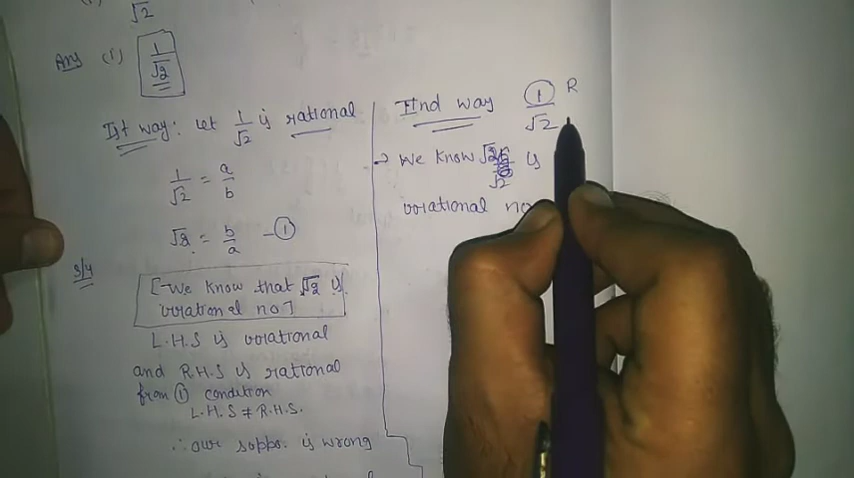 √2
Ans (i) 1/√2
Ist way: Let 1/√2 is rational
1/√2 = a/b
√2 = b/a -①
[We know that √2 is
irrational no]
L.H.S is irrational
and R.H.S is rational
from ① condition
L.H.S ≠ R.H.S.
∴ our suppo. is wrong
IInd way ①/√2 R
→ We know √2 is
√2
irrational no